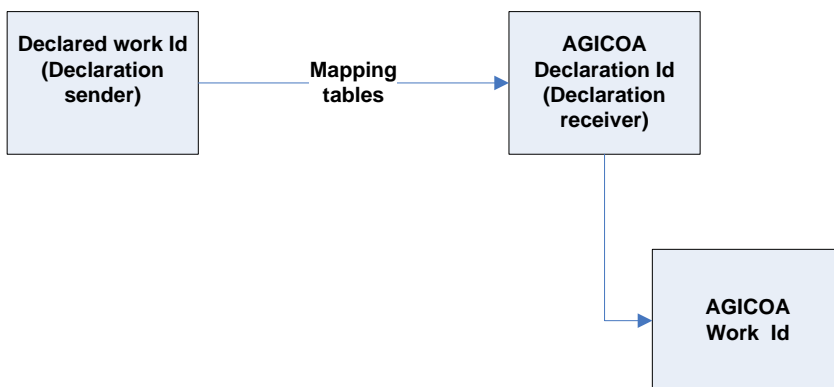 Declared work Id
(Declaration
sender)
Mapping
tables
AGICOA
Declaration Id
(Declaration
receiver)
AGICOA
Work Id